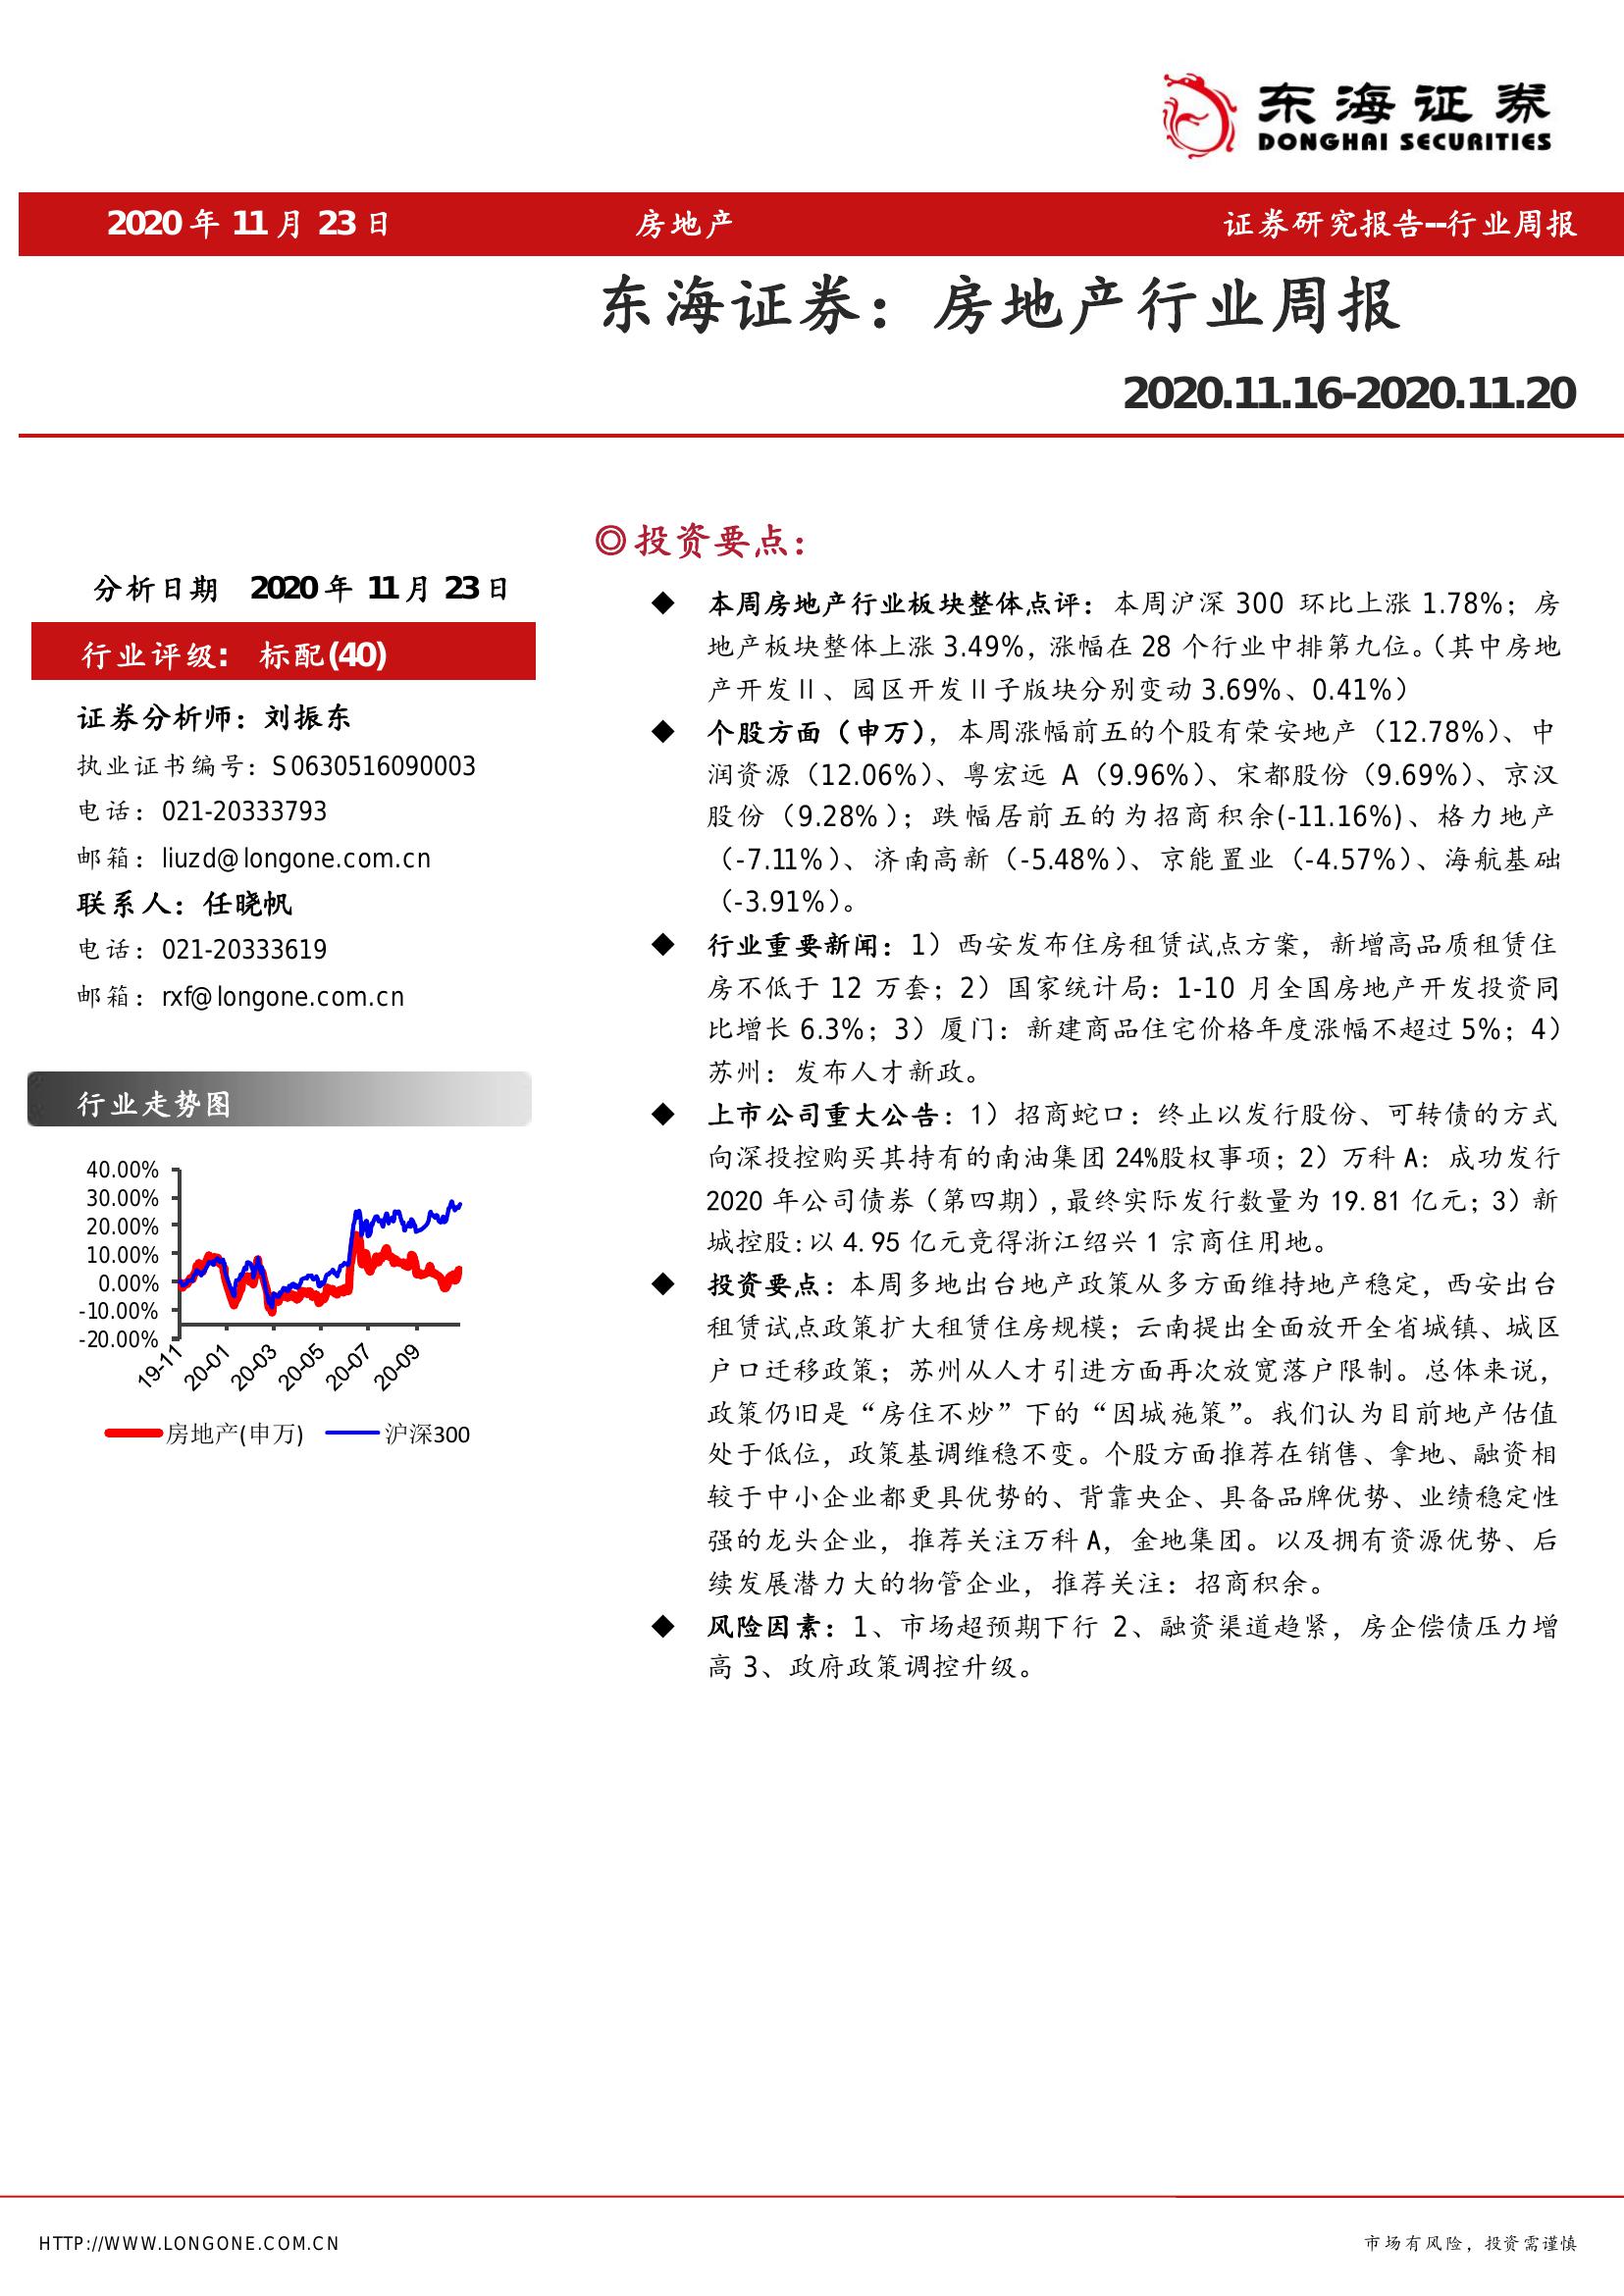 东海证券
DONGHAI SECURITIES
2020 年 11 月 23 日 房地产 证券研究报告--行业周报
东海证券：房地产行业周报
2020.11.16-2020.11.20
分析日期 2020 年 11 月 23 日
行业评级： 标配(40)
证券分析师：刘振东
执业证书编号：S0630516090003
电话：021-20333793
邮箱：liuzd@longone.com.cn
联系人：任晓帆
电话：021-20333619
邮箱：rxf@longone.com.cn
行业走势图
40.00%
30.00%
20.00%
10.00%
0.00%
-10.00%
-20.00%
19-11 20-01 20-03 20-05 20-07 20-09
房地产(申万) 沪深300
◎投资要点：
◆ 本周房地产行业板块整体点评：本周沪深 300 环比上涨 1.78%；房
地产板块整体上涨 3.49%，涨幅在 28 个行业中排第九位。（其中房地
产开发Ⅱ、园区开发Ⅱ子版块分别变动 3.69%、0.41%）
◆ 个股方面（申万），本周涨幅前五的个股有荣安地产（12.78%）、中
润资源（12.06%）、粤宏远 A（9.96%）、宋都股份（9.69%）、京汉
股份（9.28%）；跌幅居前五的为招商积余(-11.16%)、格力地产
（-7.11%）、济南高新（-5.48%）、京能置业（-4.57%）、海航基础
（-3.91%）。
◆ 行业重要新闻：1）西安发布住房租赁试点方案，新增高品质租赁住
房不低于 12 万套；2）国家统计局：1-10 月全国房地产开发投资同
比增长 6.3%；3）厦门：新建商品住宅价格年度涨幅不超过 5%；4）
苏州：发布人才新政。
◆ 上市公司重大公告：1）招商蛇口：终止以发行股份、可转债的方式
向深投控购买其持有的南油集团 24%股权事项；2）万科 A：成功发行
2020 年公司债券（第四期）,最终实际发行数量为 19.81 亿元；3）新
城控股:以 4.95 亿元竞得浙江绍兴 1 宗商住用地。
◆ 投资要点：本周多地出台地产政策从多方面维持地产稳定，西安出台
租赁试点政策扩大租赁住房规模；云南提出全面放开全省城镇、城区
户口迁移政策；苏州从人才引进方面再次放宽落户限制。总体来说，
政策仍旧是“房住不炒”下的“因城施策”。我们认为目前地产估值
处于低位，政策基调维稳不变。个股方面推荐在销售、拿地、融资相
较于中小企业都更具优势的、背靠央企、具备品牌优势、业绩稳定性
强的龙头企业，推荐关注万科 A，金地集团。以及拥有资源优势、后
续发展潜力大的物管企业，推荐关注：招商积余。
◆ 风险因素：1、市场超预期下行 2、融资渠道趋紧，房企偿债压力增
高 3、政府政策调控升级。
HTTP://WWW.LONGONE.COM.CN 市场有风险，投资需谨慎